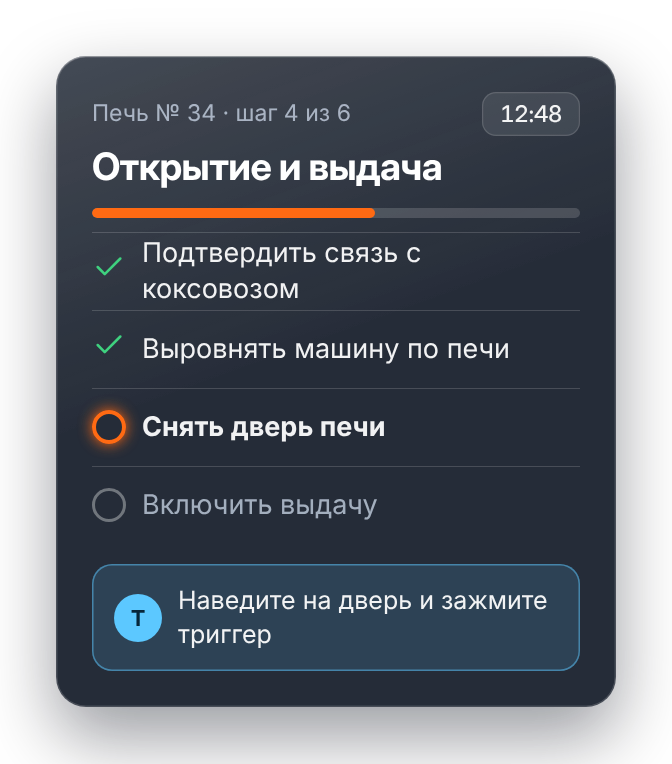 Печь № 34 · шаг 4 из 6
12:48
Открытие и выдача
Подтвердить связь с
коксовозом
Выровнять машину по печи
Снять дверь печи
Включить выдачу
T
Наведите на дверь и зажмите
триггер